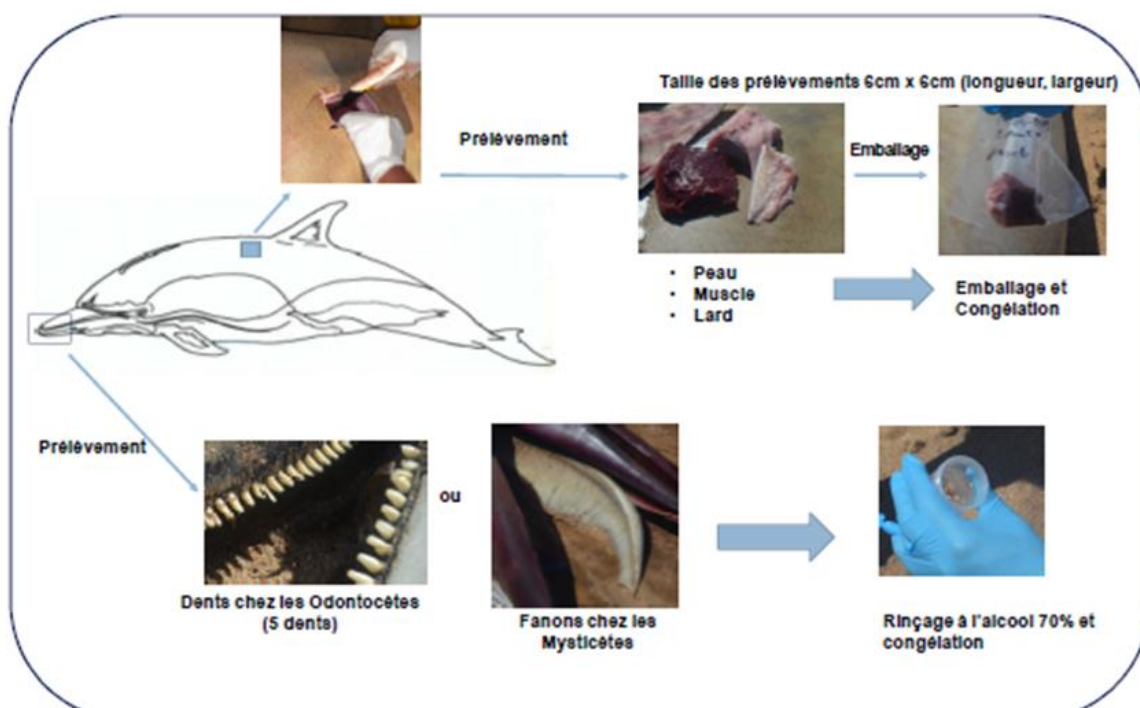 Taille des prélèvements 6cm x 6cm (longueur, largeur)
Prélèvement
Emballage
• Peau
• Muscle
• Lard
Emballage et
Congélation
Prélèvement
ou
Dents chez les Odontocètes
(5 dents)
Fanons chez les
Mysticètes
Rinçage à l'alcool 70% et
congélation